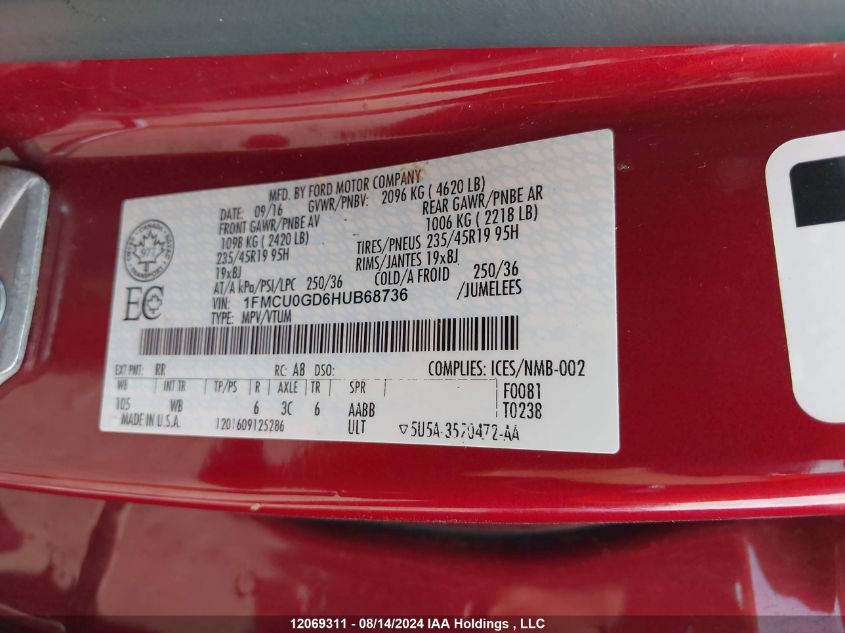 MFD. BY FORD MOTOR COMPANY
DATE: 09/16 GVWR/PNBV: 2096 KG ( 4620 LB)
FRONT GAWR/PNBE AV REAR GAWR/PNBE AR
1098 KG ( 2420 LB) 1006 KG ( 2218 LB)
235/45R19 95H TIRES/PNEUS 235/45R19 95H
19x8J RIMS/JANTES 19x8J
AT/A kPa/PSI/LPC 250/36 COLD/A FROID 250/36
VIN: 1FMCU0GD6HUB68736 /JUMELEES
TYPE: MPV/VTUM
EC
EXT PNT: RR RC: A8 DSO: COMPLIES: ICES/NMB-002
WB INT TR TP/PS R AXLE TR SPR F0081
105 WB 6 3C 6 AABB T0238
MADE IN U.S.A. ULT 5U5A-3520472-AA
12069311 - 08/14/2024 IAA Holdings , LLC